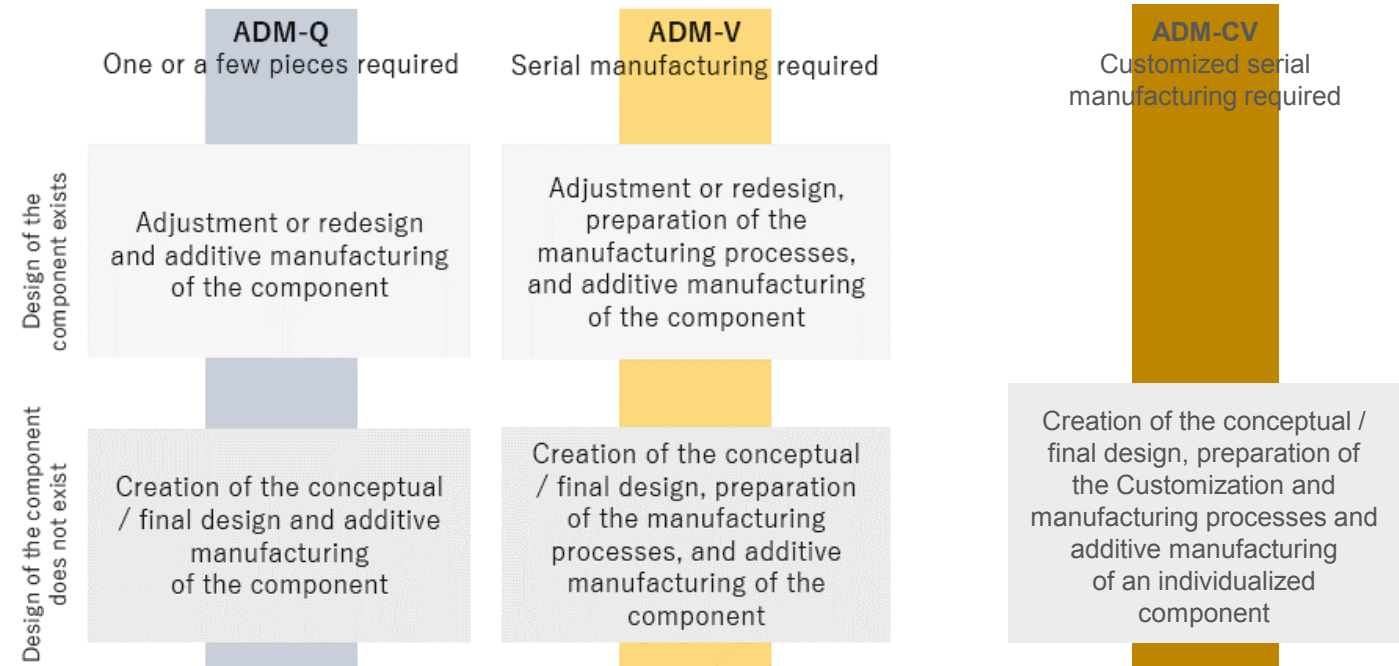 ADM-Q
One or a few pieces required
ADM-V
Serial manufacturing required
ADM-CV
Customized serial
manufacturing required
Design of the
component exists
Adjustment or redesign
and additive manufacturing
of the component
Adjustment or redesign,
preparation of the
manufacturing processes,
and additive manufacturing
of the component
Design of the component
does not exist
Creation of the conceptual
/ final design and additive
manufacturing
of the component
Creation of the conceptual
/ final design, preparation
of the manufacturing
processes, and additive
manufacturing of the
component
Creation of the conceptual /
final design, preparation of
the Customization and
manufacturing processes and
additive manufacturing
of an individualized
component